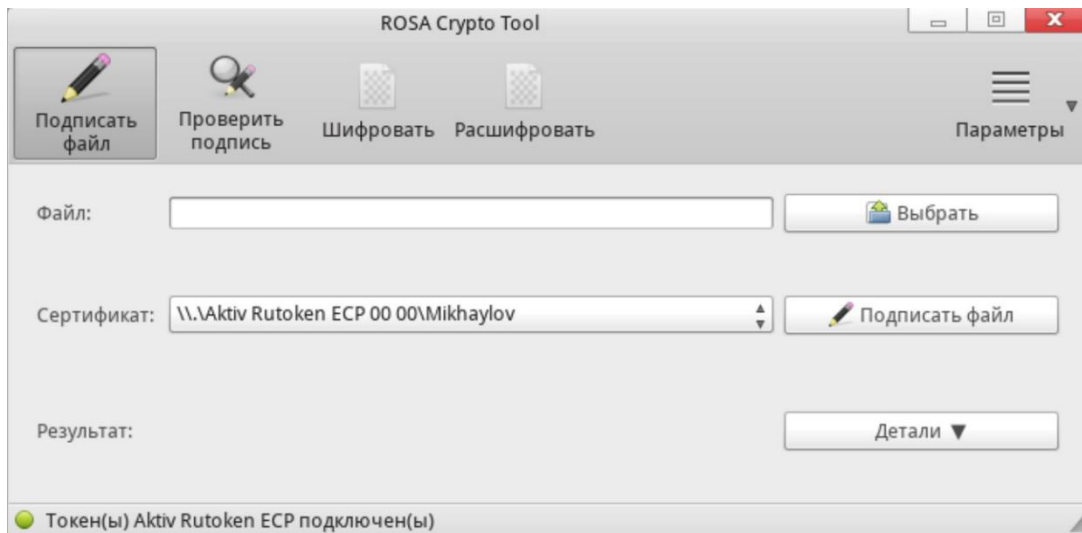 ROSA Crypto Tool
Подписать
файл
Проверить
подпись
Шифровать
Расшифровать
Параметры
Файл:
Выбрать
Сертификат:
\\.\Aktiv Rutoken ECP 00 00\Mikhaylov
Подписать файл
Результат:
Детали ▼
Токен(ы) Aktiv Rutoken ECP подключен(ы)